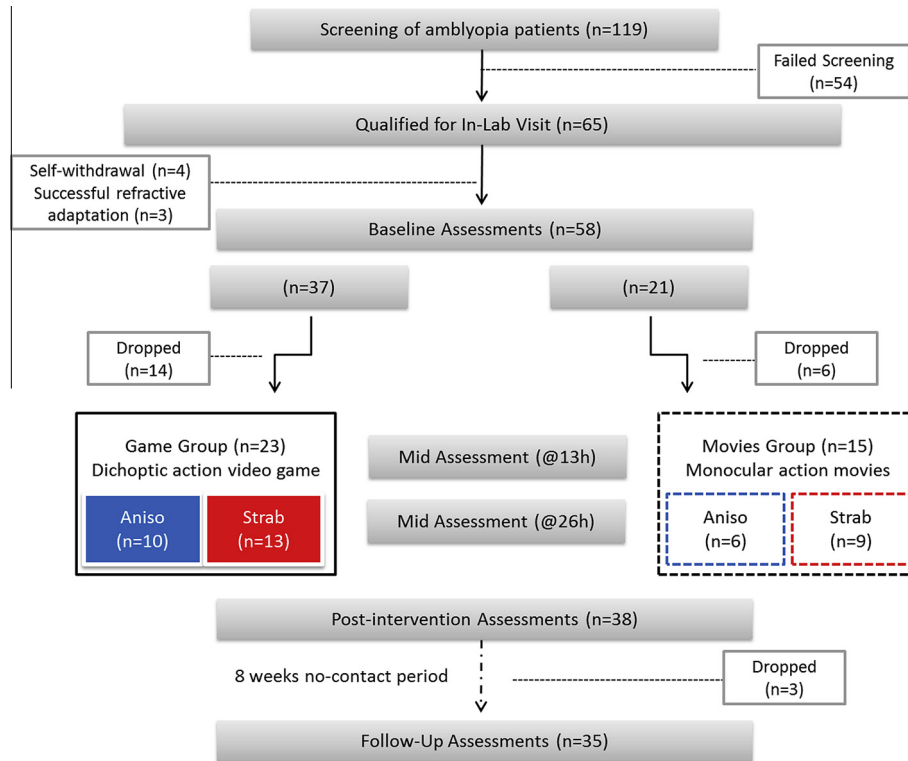 Screening of amblyopia patients (n=119)
Failed Screening
(n=54)
Qualified for In-Lab Visit (n=65)
Self-withdrawal (n=4)
Successful refractive
adaptation (n=3)
Baseline Assessments (n=58)
(n=37)
(n=21)
Dropped
(n=14)
Dropped
(n=6)
Game Group (n=23)
Dichoptic action video game
Aniso
(n=10)
Strab
(n=13)
Mid Assessment (@13h)
Mid Assessment (@26h)
Movies Group (n=15)
Monocular action movies
Aniso
(n=6)
Strab
(n=9)
Post-intervention Assessments (n=38)
8 weeks no-contact period
Dropped
(n=3)
Follow-Up Assessments (n=35)